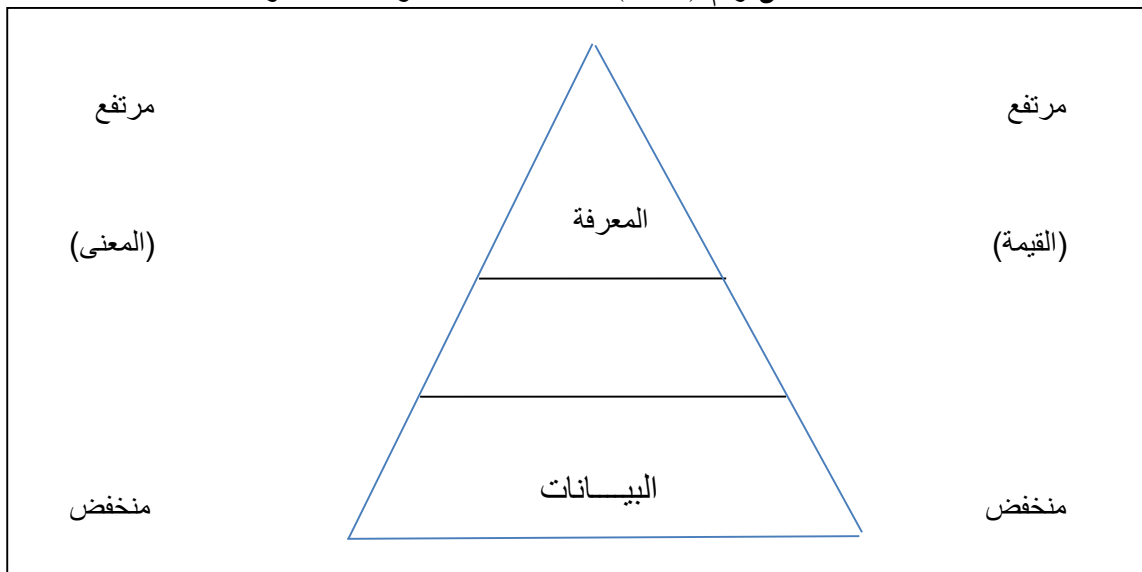 مرتفع مرتفع
المعرفة
(القيمة) (المعنى)
البيـــانات
منخفض منخفض